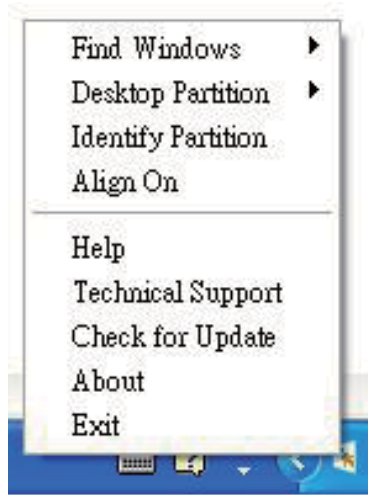 Find Windows
Desktop Partition
Identify Partition
Align On
Help
Technical Support
Check for Update
About
Exit